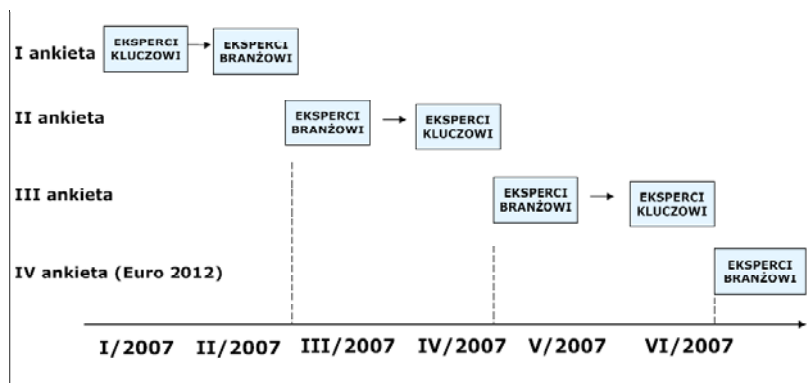 I ankieta
EKSPERCI
KLUCZOWI
EKSPERCI
BRANŻOWI
II ankieta
EKSPERCI
BRANŻOWI
EKSPERCI
KLUCZOWI
III ankieta
EKSPERCI
BRANŻOWI
EKSPERCI
KLUCZOWI
IV ankieta (Euro 2012)
EKSPERCI
BRANŻOWI
I/2007 II/2007 III/2007 IV/2007 V/2007 VI/2007